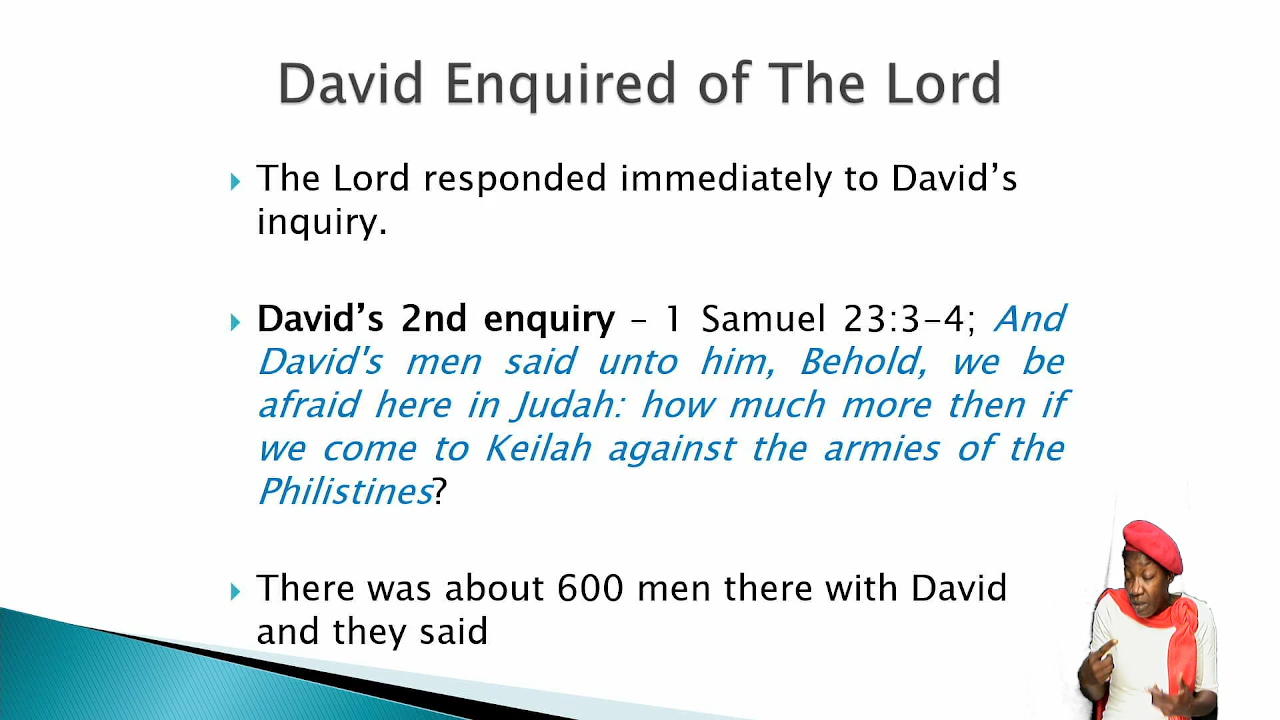 David Enquired of The Lord
The Lord responded immediately to David’s
inquiry.
David’s 2nd enquiry – 1 Samuel 23:3-4; And
David's men said unto him, Behold, we be
afraid here in Judah: how much more then if
we come to Keilah against the armies of the
Philistines?
There was about 600 men there with David
and they said